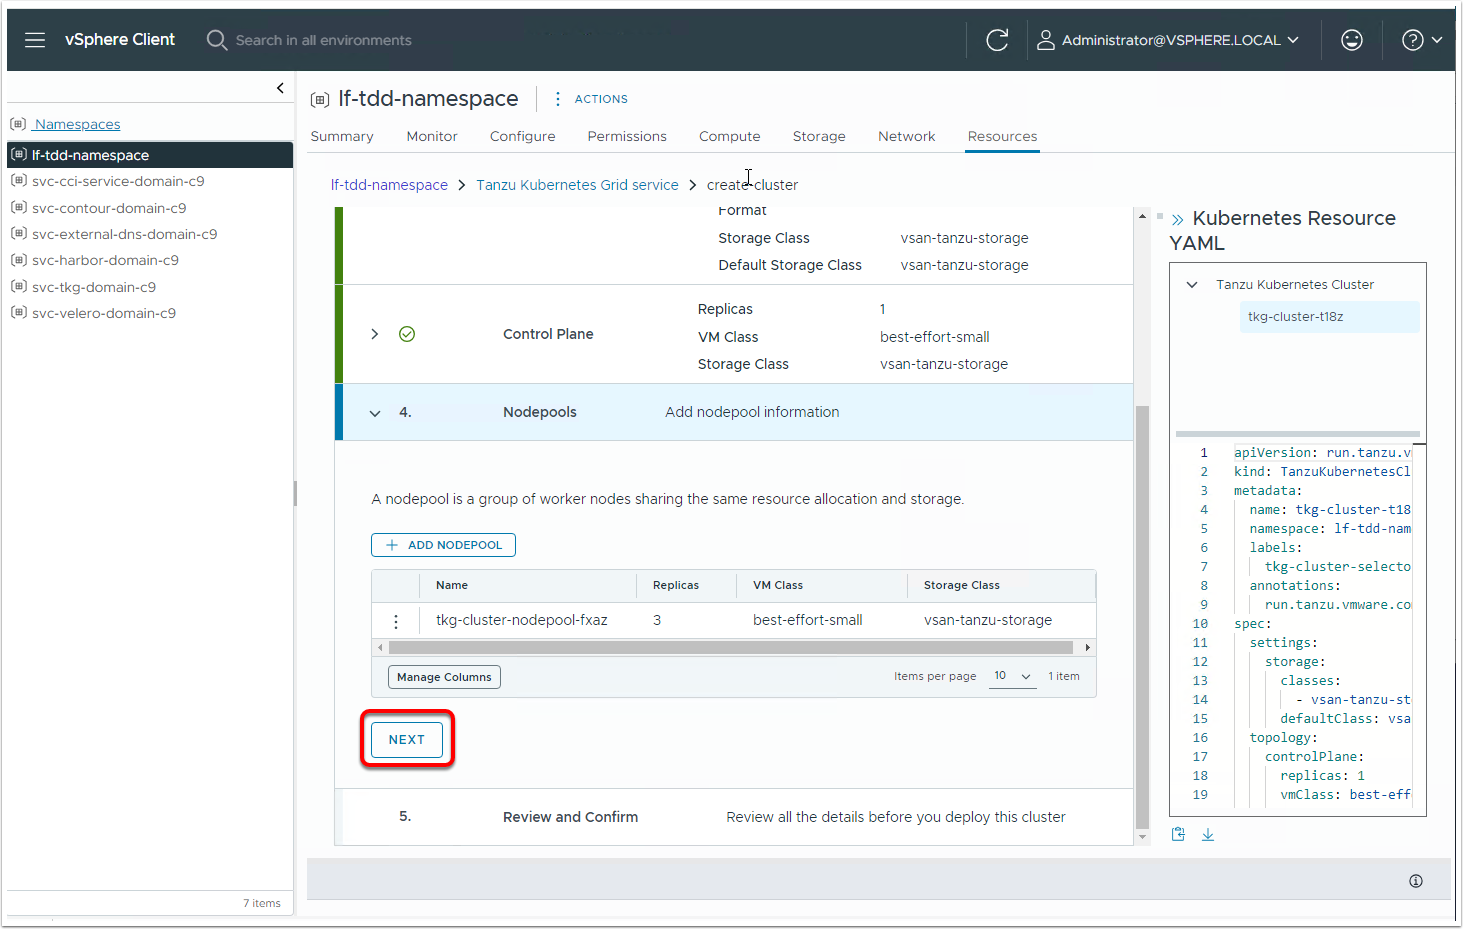 vSphere Client
Search in all environments
Administrator@VSPHERE.LOCAL
Namespaces
lf-tdd-namespace
svc-cci-service-domain-c9
svc-contour-domain-c9
svc-external-dns-domain-c9
svc-harbor-domain-c9
svc-tkg-domain-c9
svc-velero-domain-c9
7 items
lf-tdd-namespace
ACTIONS
Summary Monitor Configure Permissions Compute Storage Network Resources
lf-tdd-namespace > Tanzu Kubernetes Grid service > create-cluster
Format
Storage Class vsan-tanzu-storage
Default Storage Class vsan-tanzu-storage
Control Plane
Replicas 1
VM Class best-effort-small
Storage Class vsan-tanzu-storage
4. Nodepools Add nodepool information
A nodepool is a group of worker nodes sharing the same resource allocation and storage.
+ ADD NODEPOOL
Name Replicas VM Class Storage Class
tkg-cluster-nodepool-fxaz 3 best-effort-small vsan-tanzu-storage
Manage Columns Items per page 10 1 item
NEXT
5. Review and Confirm Review all the details before you deploy this cluster
Kubernetes Resource
YAML
Tanzu Kubernetes Cluster
tkg-cluster-t18z
1 apiVersion: run.tanzu.v
2 kind: TanzuKubernetesCl
3 metadata:
4 name: tkg-cluster-t18
5 namespace: lf-tdd-nam
6 labels:
7 tkg-cluster-selecto
8 annotations:
9 run.tanzu.vmware.co
10 spec:
11 settings:
12 storage:
13 classes:
14 - vsan-tanzu-st
15 defaultClass: vsa
16 topology:
17 controlPlane:
18 replicas: 1
19 vmClass: best-eff